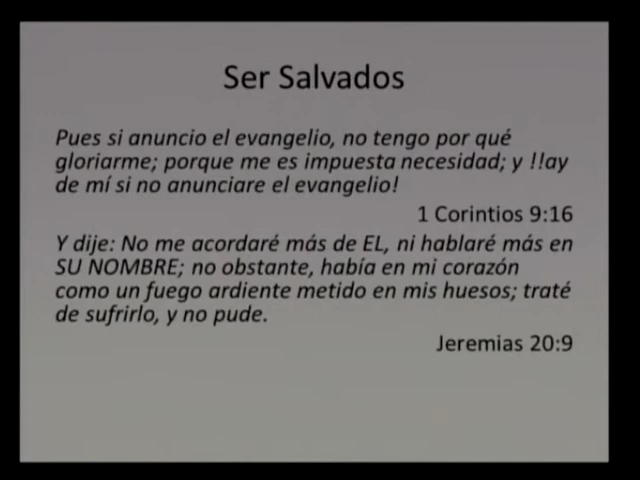 Ser Salvados
Pues si anuncio el evangelio, no tengo por qué
gloriarme; porque me es impuesta necesidad; y !!ay
de mí si no anunciare el evangelio!
1 Corintios 9:16
Y dije: No me acordaré más de EL, ni hablaré más en
SU NOMBRE; no obstante, había en mi corazón
como un fuego ardiente metido en mis huesos; traté
de sufrirlo, y no pude.
Jeremias 20:9